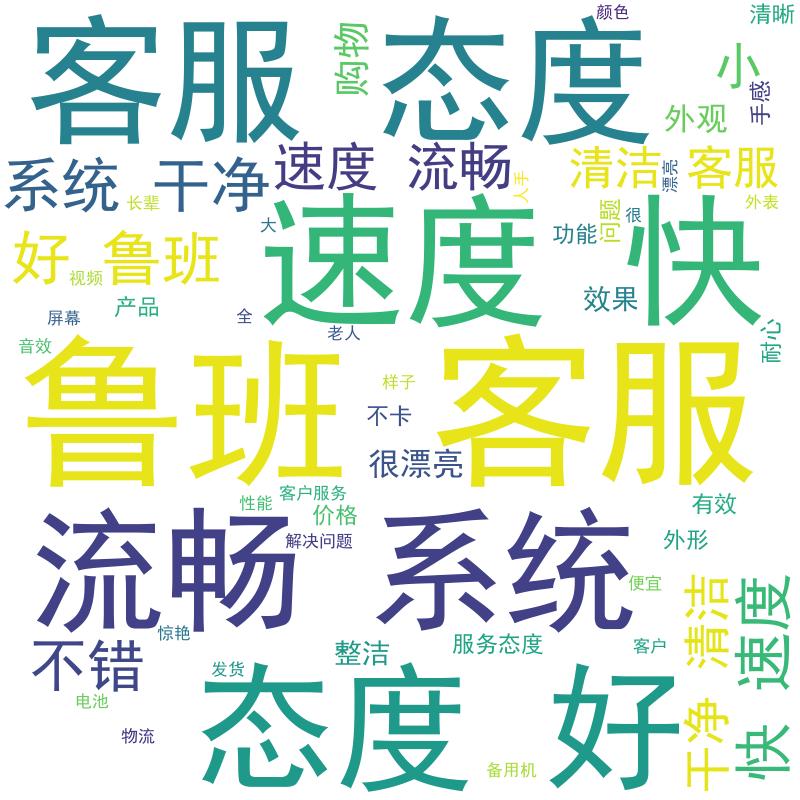 颜色
清晰
客服 态度
购物
小
手感
外观
速度 流畅
清洁 客服
系统 干净
漂亮
人手
长辈
外表
速度 快
大
很
问题
功能
好 鲁班
视频
效果
产品
屏幕
全
老人
耐心
音效
鲁班 客服
样子
不卡
很漂亮
客户服务
性能
有效
价格
流畅 系统
解决问题
外形
便宜
清洁
速度
惊艳
服务态度
客户
不错
整洁
发货
态度 好
电池
干净
快
物流
备用机